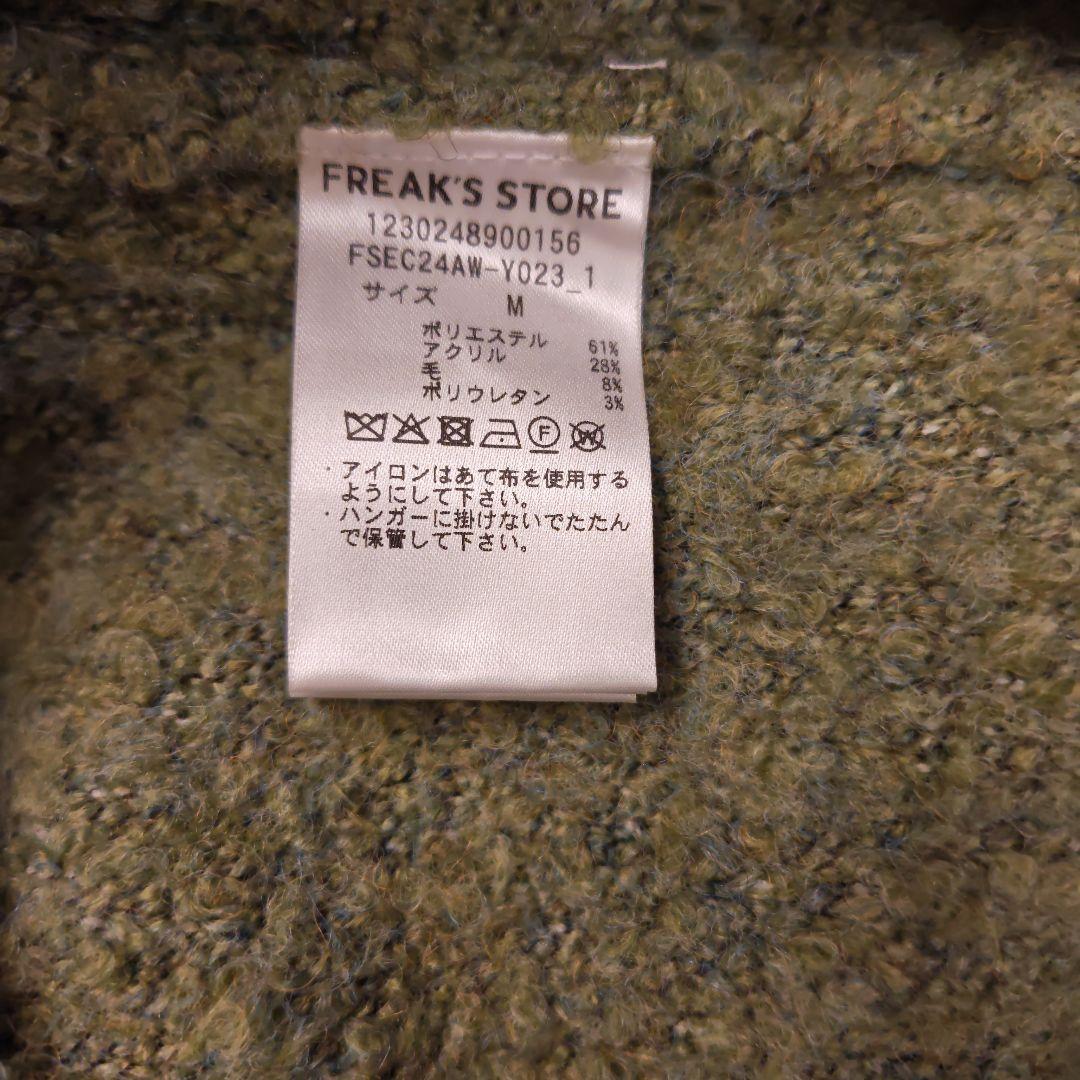 FREAK'S STORE
1230248900156
FSEC24AW-Y023_1
サイズ M
ポリエステル 61%
アクリル 28%
毛 8%
ポリウレタン 3%
F W
・アイロンはあて布を使用する
ようにして下さい。
・ハンガーに掛けないでたたん
で保管して下さい。